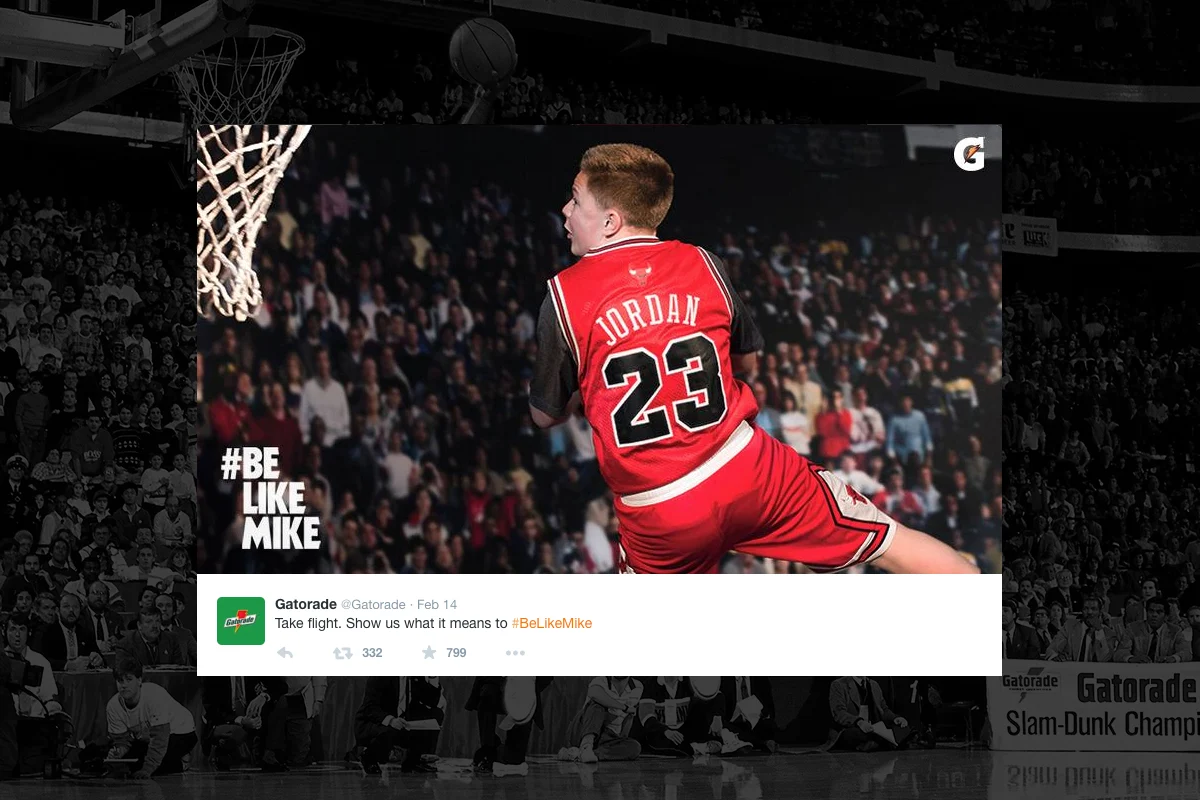 G
JORDAN
23
#BE
LIKE
MIKE
Gatorade
Gatorade @Gatorade · Feb 14
Take flight. Show us what it means to #BeLikeMike
332 799
Gatorade
Gatorade
Slam-Dunk Champi